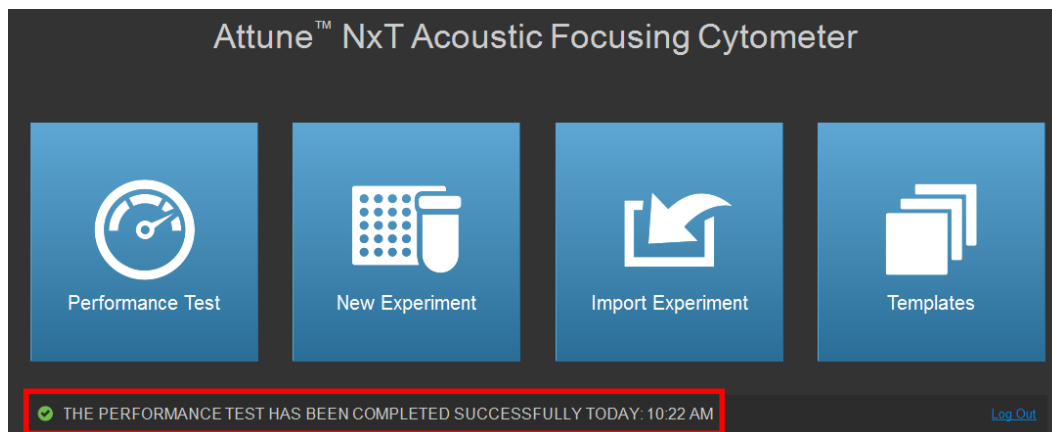 Attune™ NxT Acoustic Focusing Cytometer
Performance Test
New Experiment
Import Experiment
Templates
THE PERFORMANCE TEST HAS BEEN COMPLETED SUCCESSFULLY TODAY: 10:22 AM
Log Out